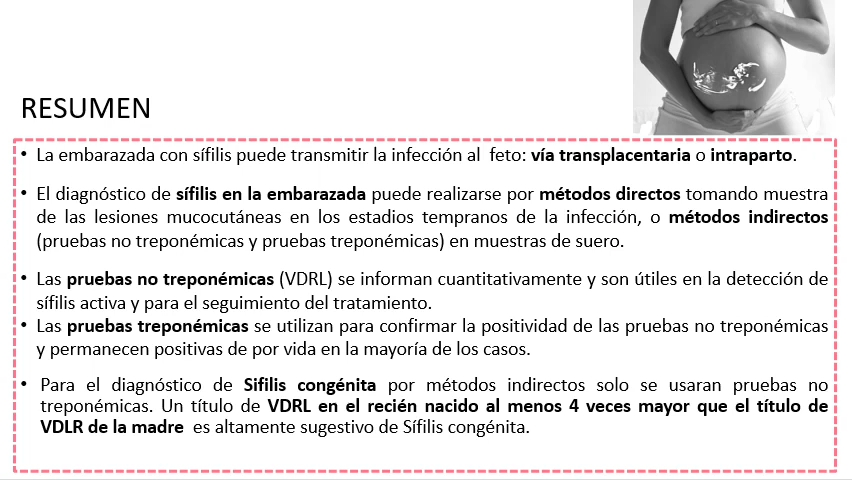 RESUMEN
• La embarazada con sífilis puede transmitir la infección al feto: vía transplacentaria o intraparto.
• El diagnóstico de sífilis en la embarazada puede realizarse por métodos directos tomando muestra
de las lesiones mucocutáneas en los estadios tempranos de la infección, o métodos indirectos
(pruebas no treponémicas y pruebas treponémicas) en muestras de suero.
• Las pruebas no treponémicas (VDRL) se informan cuantitativamente y son útiles en la detección de
sífilis activa y para el seguimiento del tratamiento.
• Las pruebas treponémicas se utilizan para confirmar la positividad de las pruebas no treponémicas
y permanecen positivas de por vida en la mayoría de los casos.
• Para el diagnóstico de Sifilis congénita por métodos indirectos solo se usaran pruebas no
treponémicas. Un título de VDRL en el recién nacido al menos 4 veces mayor que el título de
VDLR de la madre es altamente sugestivo de Sífilis congénita.